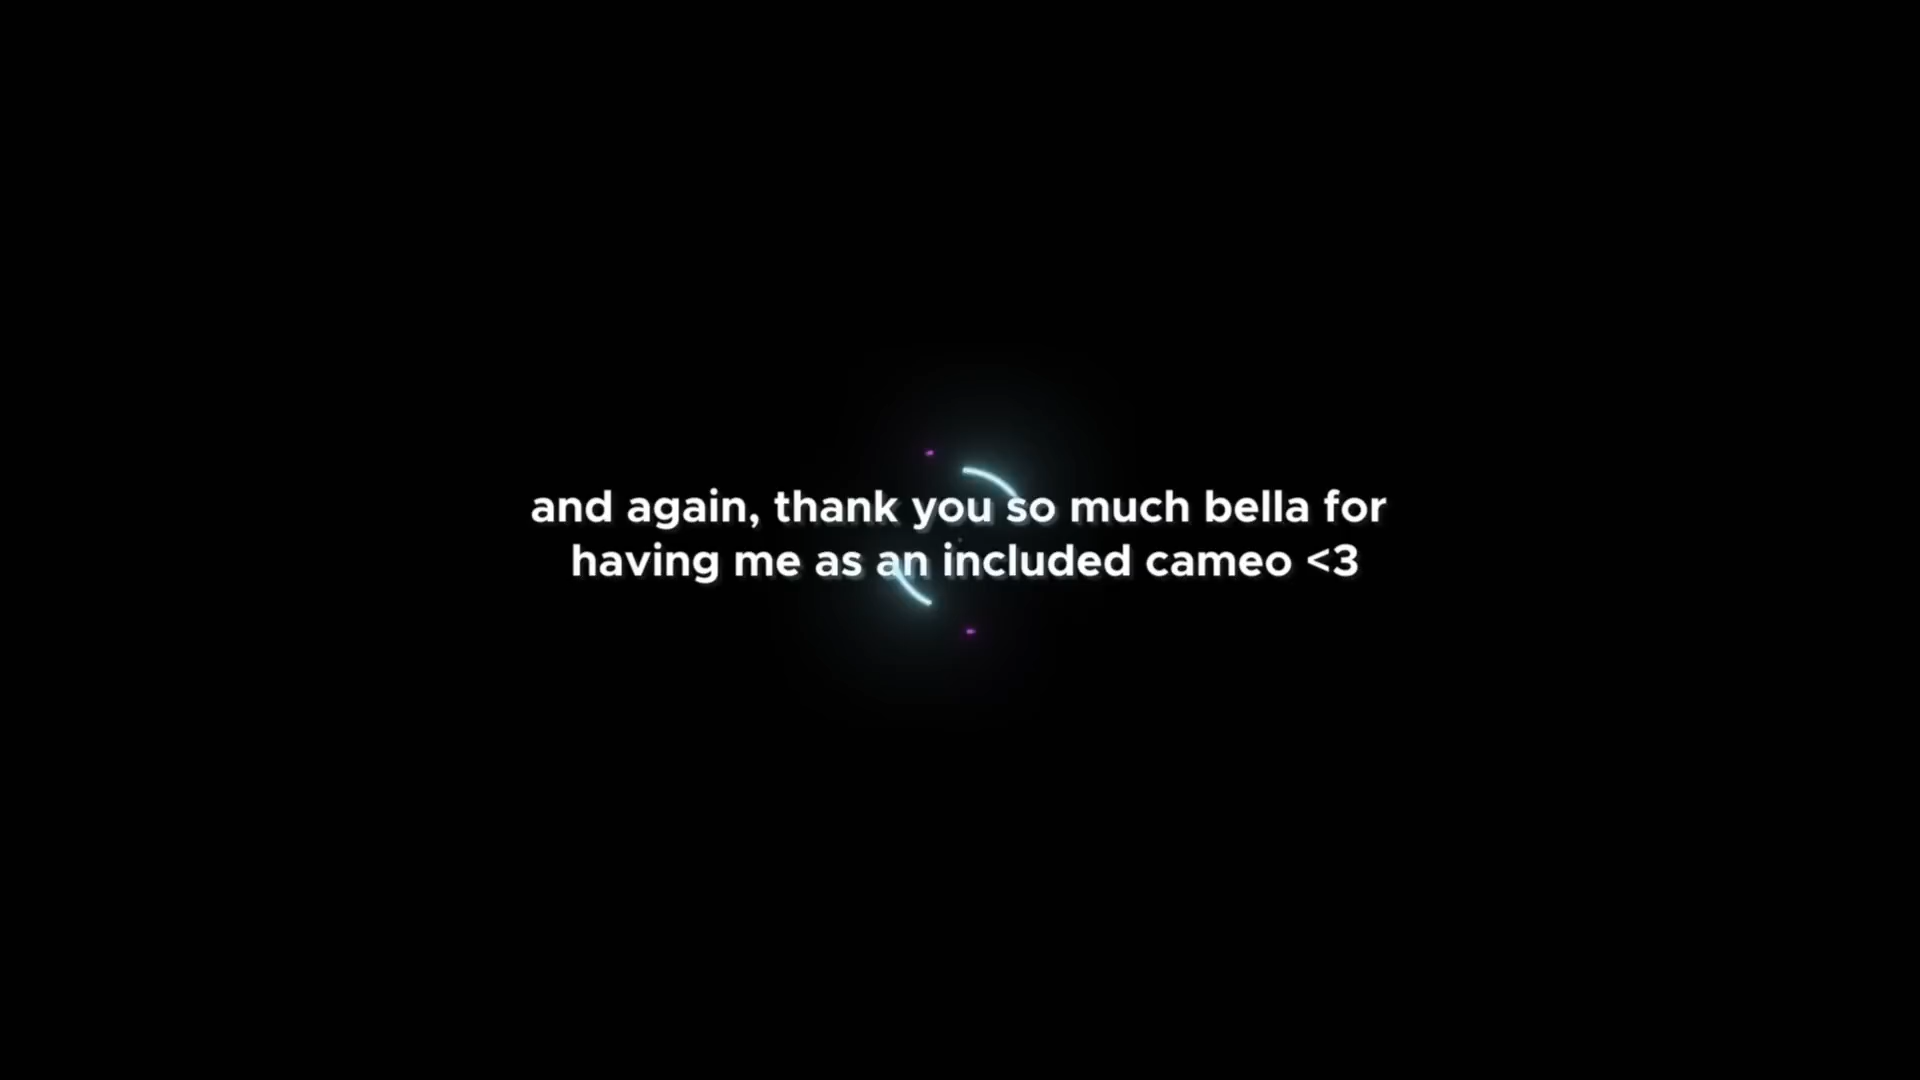 and again, thank you so much bella for
having me as an included cameo <3